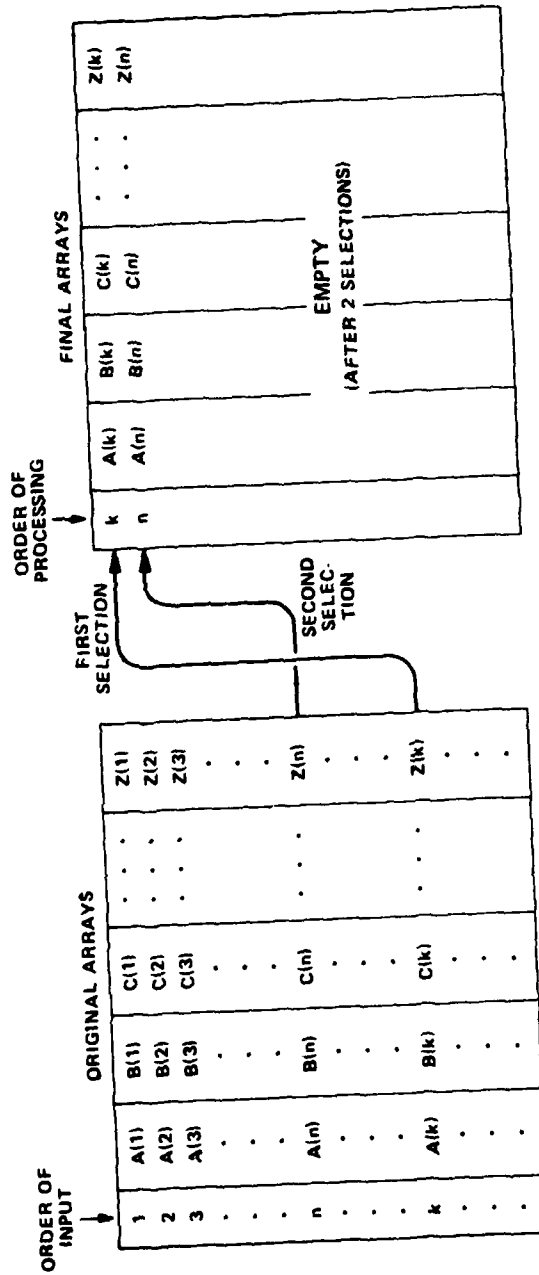 ORDER OF
INPUT
ORIGINAL ARRAYS
1 A(1) B(1) C(1) . . . Z(1)
2 A(2) B(2) C(2) . . . Z(2)
3 A(3) B(3) C(3) . . . Z(3)
. . . . .
. . . . .
. . . . .
n A(n) B(n) C(n) . . . Z(n)
. . . . .
. . . . .
. . . . .
k A(k) B(k) C(k) . . . Z(k)
. . . . .
. . . . .
. . . . .
FIRST
SELECTION
SECOND
SELEC-
TION
ORDER OF
PROCESSING
FINAL ARRAYS
k A(k) B(k) C(k) . . . Z(k)
n A(n) B(n) C(n) . . . Z(n)
EMPTY
(AFTER 2 SELECTIONS)